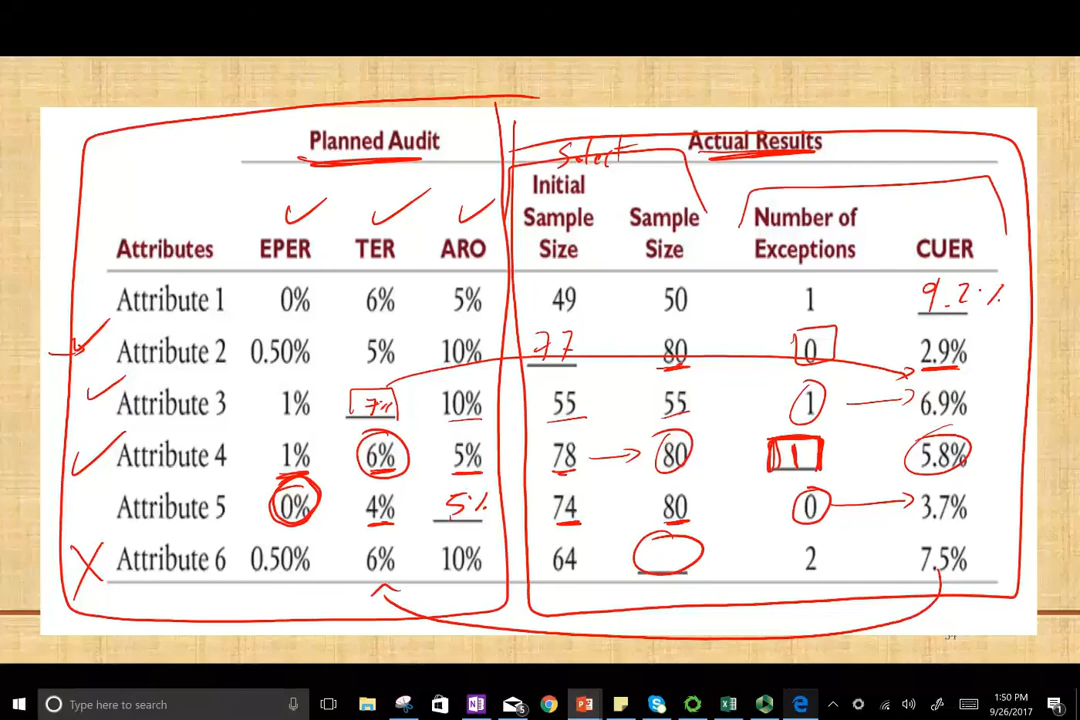 Planned Audit Actual Results
Select
Initial
Sample Sample Number of
Attributes EPER TER ARO Size Size Exceptions CUER
Attribute 1 0% 6% 5% 49 50 1 9.2%
Attribute 2 0.50% 5% 10% 77 80 0 2.9%
Attribute 3 1% 7% 10% 55 55 1 6.9%
Attribute 4 1% 6% 5% 78 80 1 5.8%
Attribute 5 0% 4% 5% 74 80 0 3.7%
Attribute 6 0.50% 6% 10% 64 2 7.5%
Type here to search
1:50 PM
9/26/2017